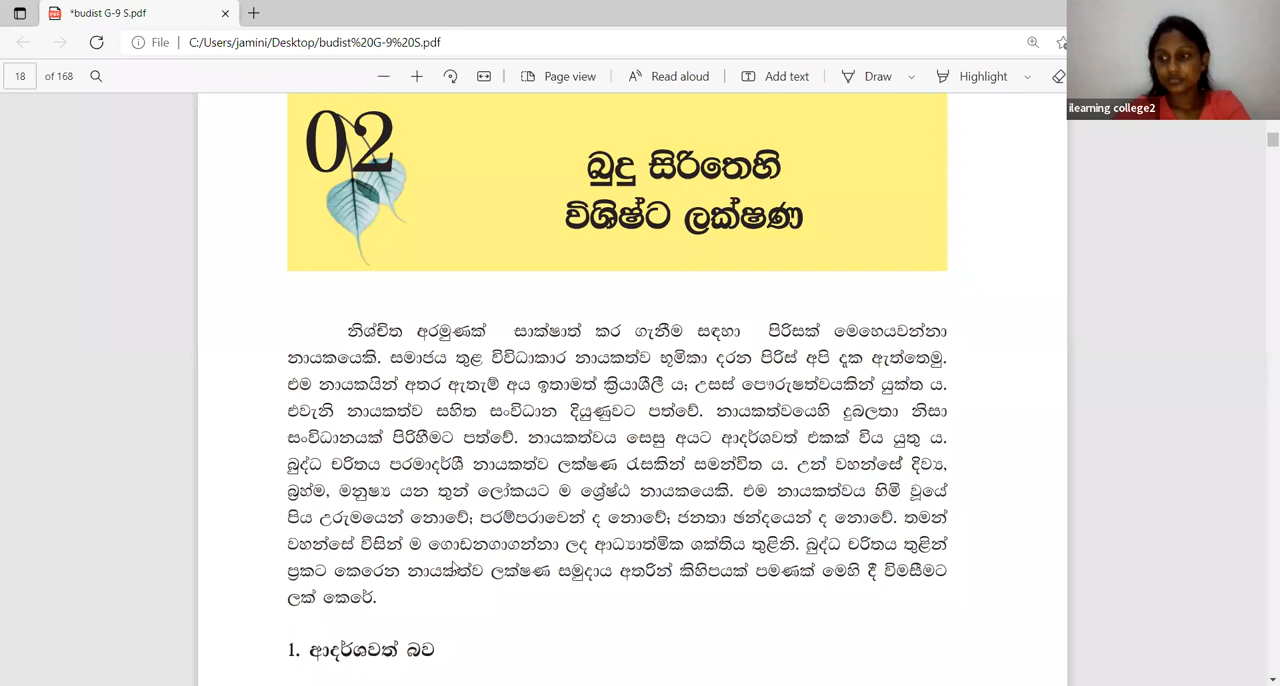 *budist G-9 S.pdf
File
C:/Users/jamini/Desktop/budist%20G-9%20S.pdf
18 of 168
Page view
Read aloud
Add text
Draw
Highlight
ilearning college2
02
බුදු සිරිතෙහි
විශිෂ්ට ලක්ෂණ
නිශ්චිත අරමුණක් සාක්ෂාත් කර ගැනීම සඳහා පිරිසක් මෙහෙයවන්නා
නායකයෙකි. සමාජය තුළ විවිධාකාර නායකත්ව භූමිකා දරන පිරිස් අපි දැක ඇත්තෙමු.
එම නායකයින් අතර ඇතැම් අය ඉතාමත් ක්‍රියාශීලී ය; උසස් පෞරුෂත්වයකින් යුක්ත ය.
එවැනි නායකත්ව සහිත සංවිධාන දියුණුවට පත්වේ. නායකත්වයෙහි දුබලතා නිසා
සංවිධානයක් පිරිහීමට පත්වේ. නායකත්වය සෙසු අයට ආදර්ශවත් එකක් විය යුතු ය.
බුද්ධ චරිතය පරමාදර්ශී නායකත්ව ලක්ෂණ රැසකින් සමන්විත ය. උන් වහන්සේ දිව්‍ය,
බ්‍රහ්ම, මනුෂ්‍ය යන තුන් ලෝකයට ම ශ්‍රේෂ්ඨ නායකයෙකි. එම නායකත්වය හිමි වූයේ
පිය උරුමයෙන් නොවේ; පරම්පරාවෙන් ද නොවේ; ජනතා ඡන්දයෙන් ද නොවේ. තමන්
වහන්සේ විසින් ම ගොඩනගාගන්නා ලද ආධ්‍යාත්මික ශක්තිය තුළිනි. බුද්ධ චරිතය තුළින්
ප්‍රකට කෙරෙන නායකත්ව ලක්ෂණ සමුදාය අතරින් කිහිපයක් පමණක් මෙහි දී විමසීමට
ලක් කෙරේ.
1. ආදර්ශවත් බව